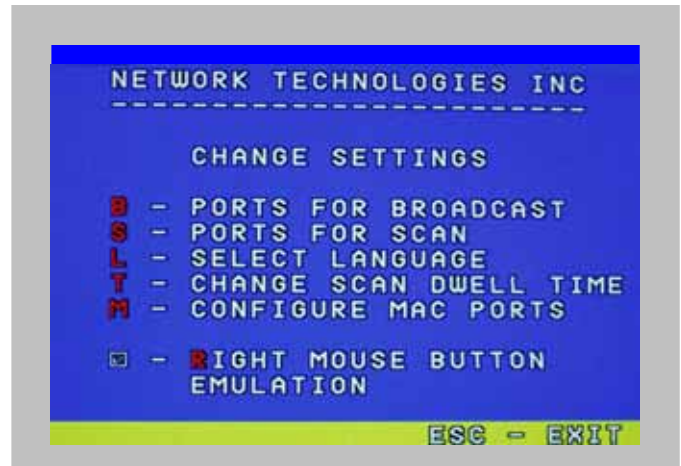 NETWORK TECHNOLOGIES INC
--------------------------
CHANGE SETTINGS
B - PORTS FOR BROADCAST
S - PORTS FOR SCAN
L - SELECT LANGUAGE
T - CHANGE SCAN DWELL TIME
M - CONFIGURE MAC PORTS
☑ - RIGHT MOUSE BUTTON
EMULATION
ESC - EXIT